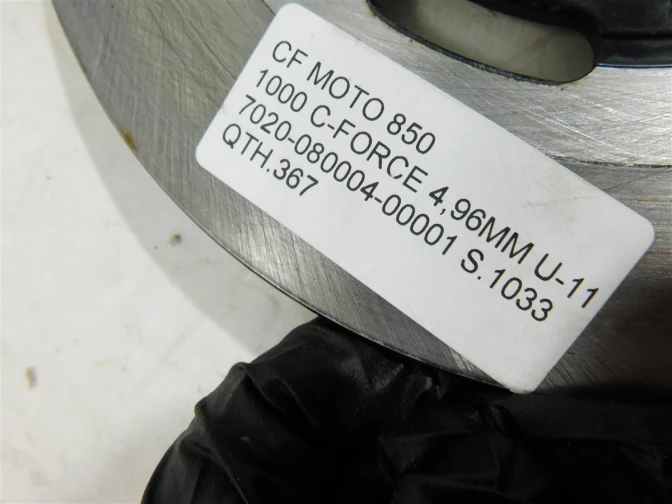 CF MOTO 850
1000 C-FORCE 4,96MM U-11
7020-080004-00001 S.1033
QTH.367